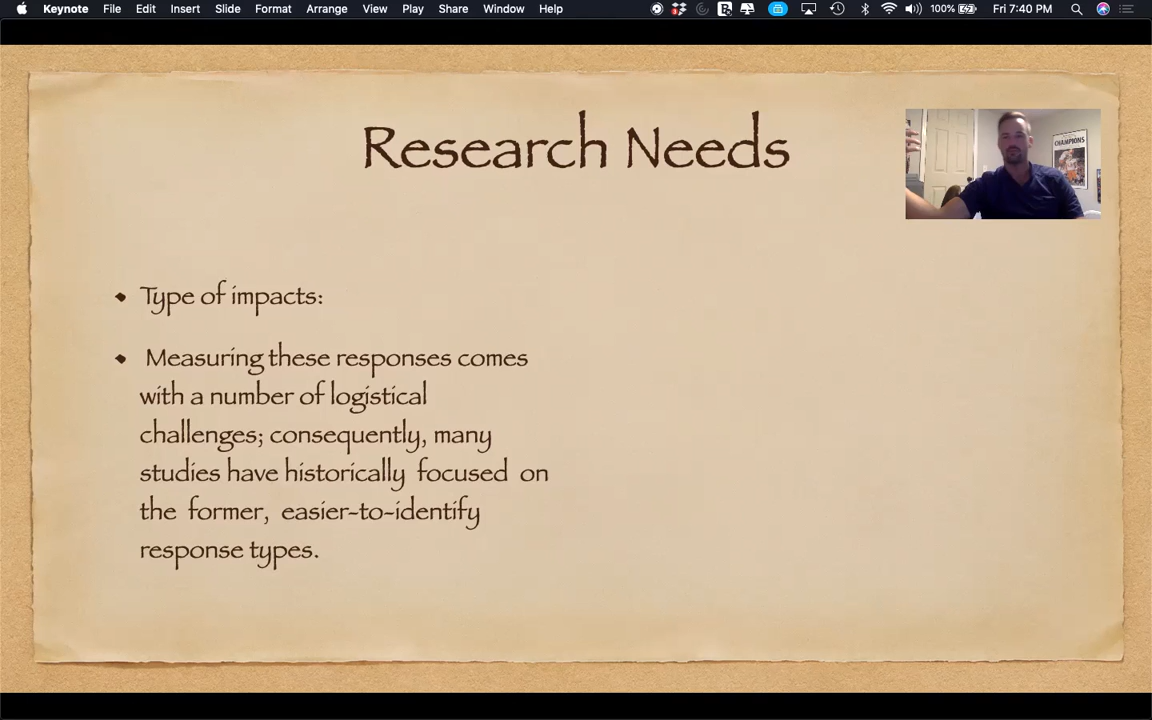 Keynote File Edit Insert Slide Format Arrange View Play Share Window Help 100% Fri 7:40 PM
Research Needs
CHAMPIONS
Type of impacts:
Measuring these responses comes
with a number of logistical
challenges; consequently, many
studies have historically focused on
the former, easier-to-identify
response types.